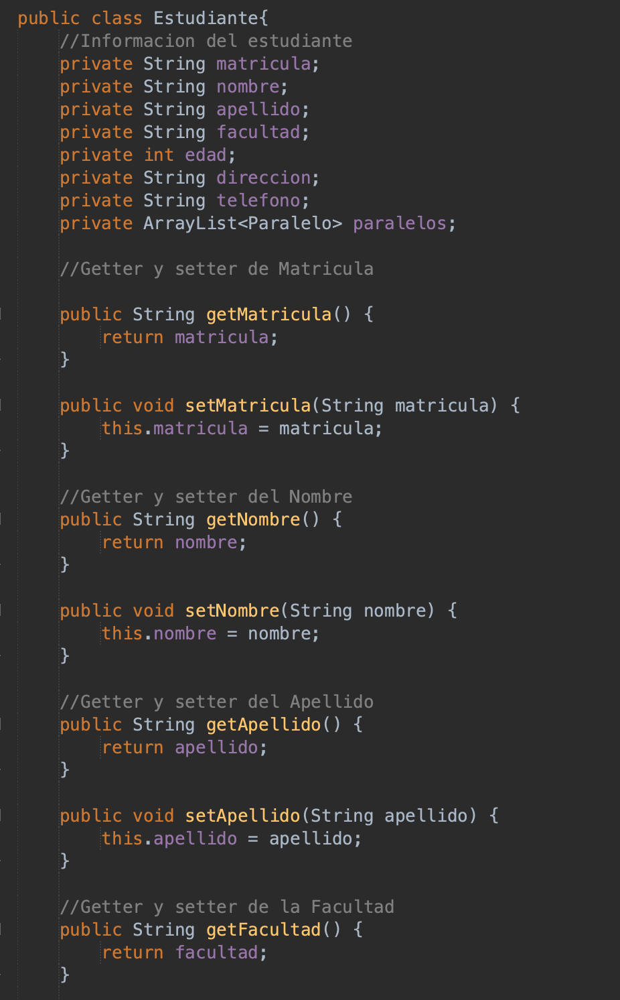 public class Estudiante{
//Informacion del estudiante
private String matricula;
private String nombre;
private String apellido;
private String facultad;
private int edad;
private String direccion;
private String telefono;
private ArrayList<Paralelo> paralelos;
//Getter y setter de Matricula
public String getMatricula() {
return matricula;
}
public void setMatricula(String matricula) {
this.matricula = matricula;
}
//Getter y setter del Nombre
public String getNombre() {
return nombre;
}
public void setNombre(String nombre) {
this.nombre = nombre;
}
//Getter y setter del Apellido
public String getApellido() {
return apellido;
}
public void setApellido(String apellido) {
this.apellido = apellido;
}
//Getter y setter de la Facultad
public String getFacultad() {
return facultad;
}